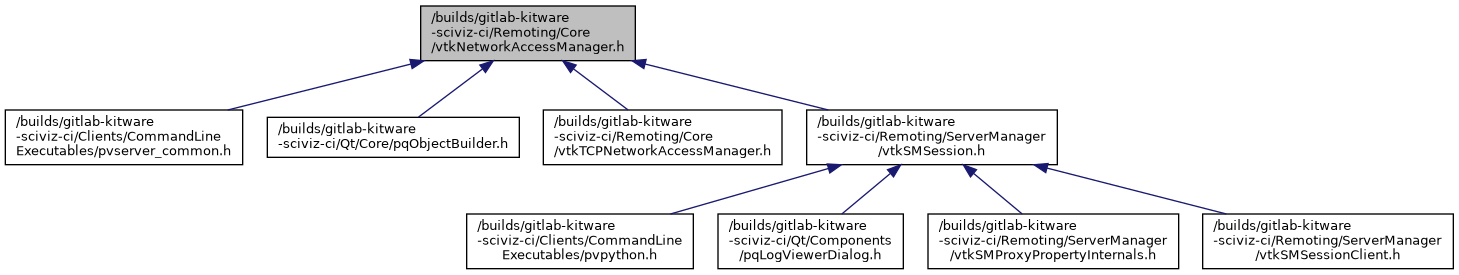 /builds/gitlab-kitware
-sciviz-ci/Remoting/Core
/vtkNetworkAccessManager.h
/builds/gitlab-kitware
-sciviz-ci/Clients/CommandLine
Executables/pvserver_common.h
/builds/gitlab-kitware
-sciviz-ci/Qt/Core/pqObjectBuilder.h
/builds/gitlab-kitware
-sciviz-ci/Remoting/Core
/vtkTCPNetworkAccessManager.h
/builds/gitlab-kitware
-sciviz-ci/Remoting/ServerManager
/vtkSMSession.h
/builds/gitlab-kitware
-sciviz-ci/Clients/CommandLine
Executables/pvpython.h
/builds/gitlab-kitware
-sciviz-ci/Qt/Components
/pqLogViewerDialog.h
/builds/gitlab-kitware
-sciviz-ci/Remoting/ServerManager
/vtkSMProxyPropertyInternals.h
/builds/gitlab-kitware
-sciviz-ci/Remoting/ServerManager
/vtkSMSessionClient.h